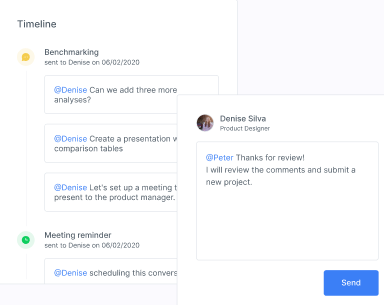 Timeline
Benchmarking
sent to Denise on 06/02/2020
@Denise Can we add three more
analyses?
@Denise Create a presentation
comparison tables
@Denise Let's set up a meeting
present to the product manager.
Meeting reminder
sent to Denise on 06/02/2020
@Denise scheduling this
Denise Silva
Product Designer
@Peter Thanks for review!
I will review the comments and submit a
new project.
Send